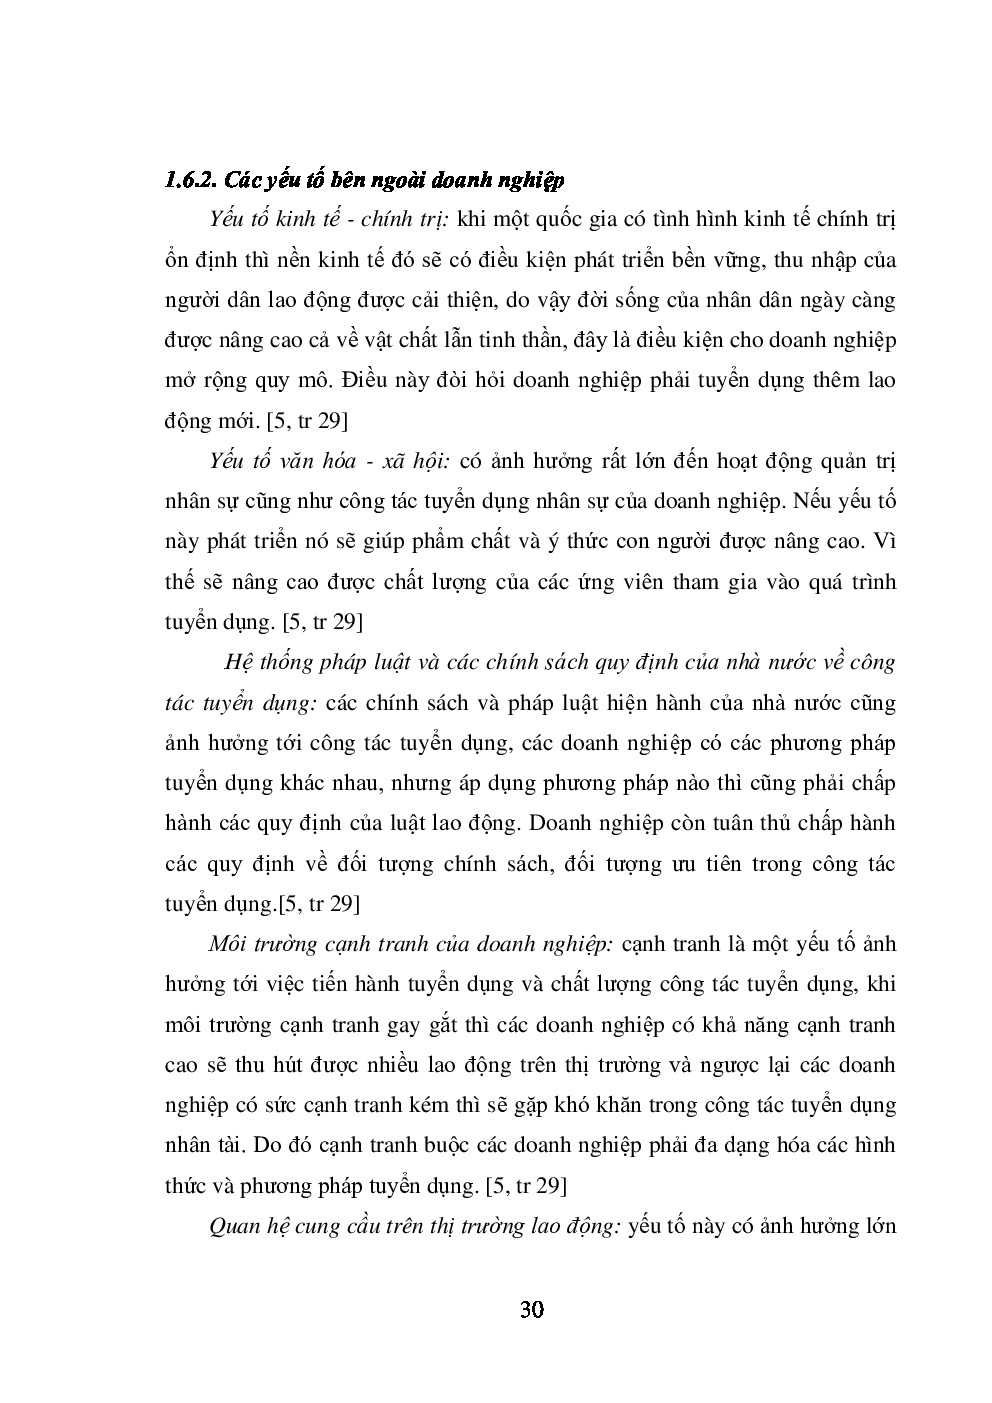 1.6.2. Các yếu tố bên ngoài doanh nghiệp
Yếu tố kinh tế - chính trị: khi một quốc gia có tình hình kinh tế chính trị
ổn định thì nền kinh tế đó sẽ có điều kiện phát triển bền vững, thu nhập của
người dân lao động được cải thiện, do vậy đời sống của nhân dân ngày càng
được nâng cao cả về vật chất lẫn tinh thần, đây là điều kiện cho doanh nghiệp
mở rộng quy mô. Điều này đòi hỏi doanh nghiệp phải tuyển dụng thêm lao
động mới. [5, tr 29]
Yếu tố văn hóa - xã hội: có ảnh hưởng rất lớn đến hoạt động quản trị
nhân sự cũng như công tác tuyển dụng nhân sự của doanh nghiệp. Nếu yếu tố
này phát triển nó sẽ giúp phẩm chất và ý thức con người được nâng cao. Vì
thế sẽ nâng cao được chất lượng của các ứng viên tham gia vào quá trình
tuyển dụng. [5, tr 29]
Hệ thống pháp luật và các chính sách quy định của nhà nước về công
tác tuyển dụng: các chính sách và pháp luật hiện hành của nhà nước cũng
ảnh hưởng tới công tác tuyển dụng, các doanh nghiệp có các phương pháp
tuyển dụng khác nhau, nhưng áp dụng phương pháp nào thì cũng phải chấp
hành các quy định của luật lao động. Doanh nghiệp còn tuân thủ chấp hành
các quy định về đối tượng chính sách, đối tượng ưu tiên trong công tác
tuyển dụng.[5, tr 29]
Môi trường cạnh tranh của doanh nghiệp: cạnh tranh là một yếu tố ảnh
hưởng tới việc tiến hành tuyển dụng và chất lượng công tác tuyển dụng, khi
môi trường cạnh tranh gay gắt thì các doanh nghiệp có khả năng cạnh tranh
cao sẽ thu hút được nhiều lao động trên thị trường và ngược lại các doanh
nghiệp có sức cạnh tranh kém thì sẽ gặp khó khăn trong công tác tuyển dụng
nhân tài. Do đó cạnh tranh buộc các doanh nghiệp phải đa dạng hóa các hình
thức và phương pháp tuyển dụng. [5, tr 29]
Quan hệ cung cầu trên thị trường lao động: yếu tố này có ảnh hưởng lớn
30